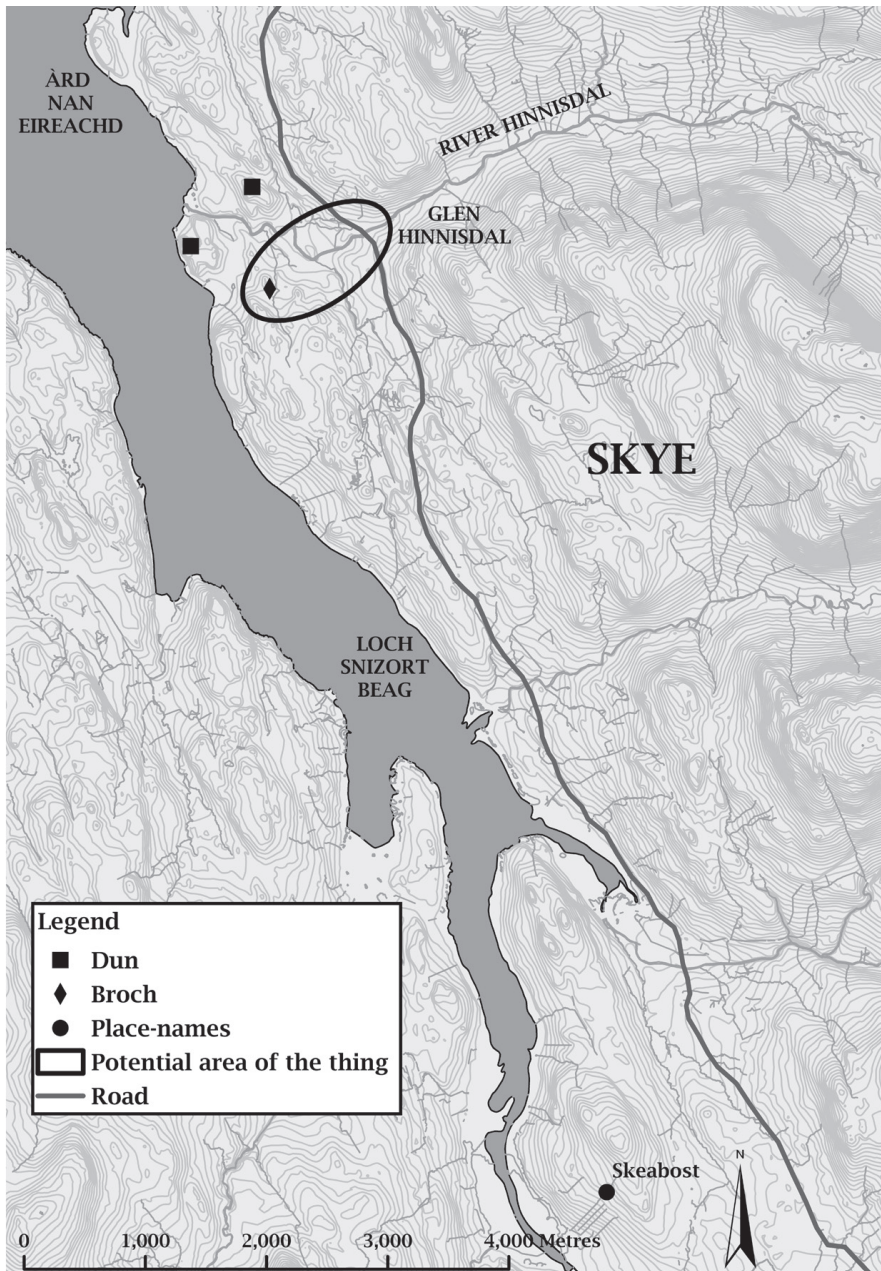 ÀRD
NAN
EIREACHD
RIVER HINNISDAL
GLEN
HINNISDAL
SKYE
LOCH
SNIZORT
BEAG
Legend
Dun
Broch
Place-names
Potential area of the thing
Road
Skeabost
N
0 1,000 2,000 3,000 4,000 Metres